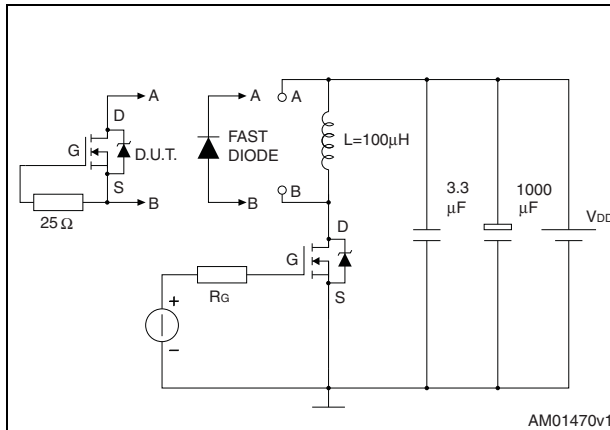 A
D
G
D.U.T.
S
B
25 Ω
A
FAST
DIODE
B
A
L=100µH
B
D
G
S
RG
+
−
3.3
µF
1000
µF
VDD
AM01470v1